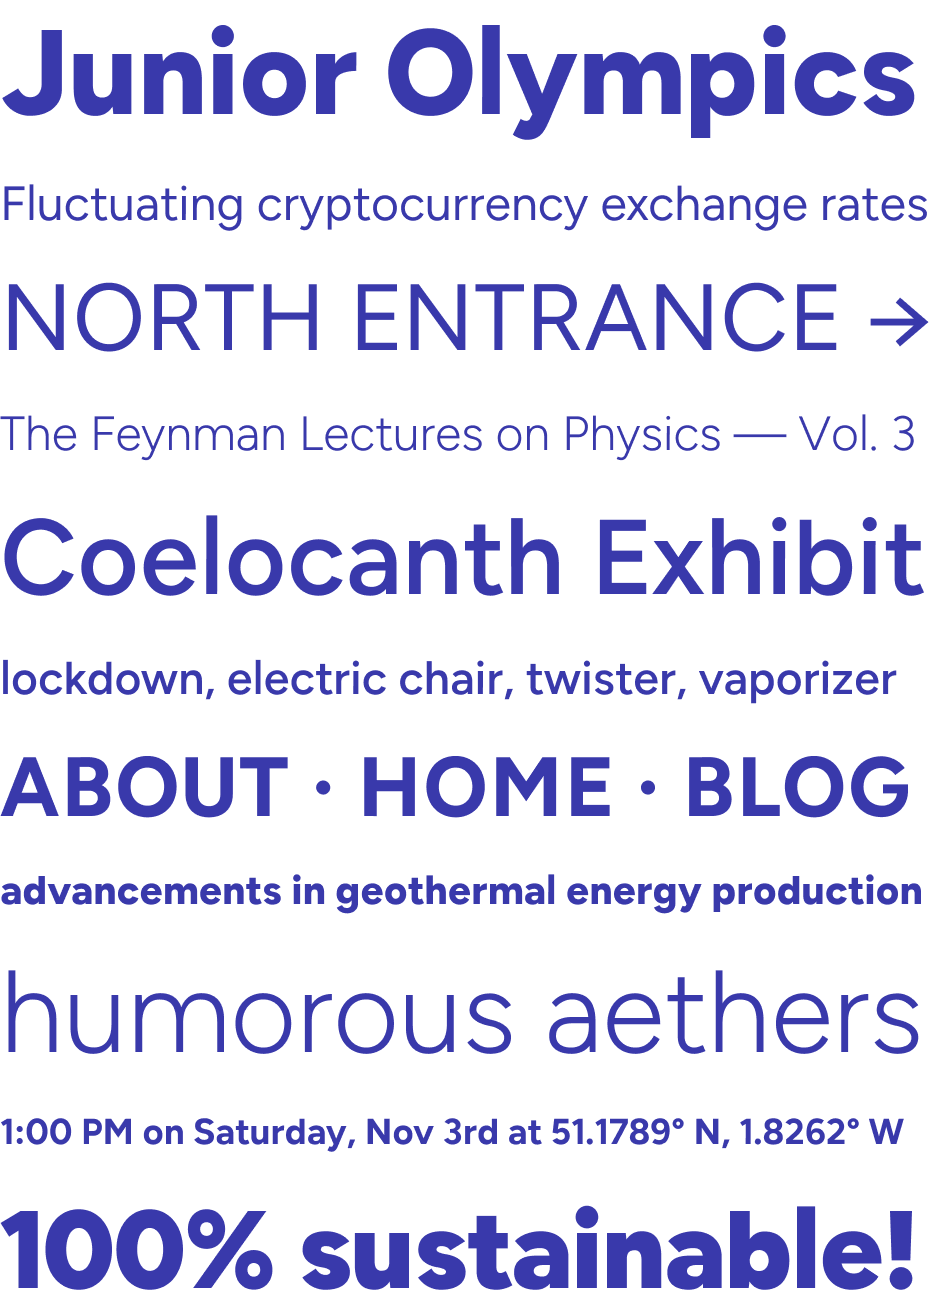 Junior Olympics
Fluctuating cryptocurrency exchange rates
NORTH ENTRANCE →
The Feynman Lectures on Physics — Vol. 3
Coelocanth Exhibit
lockdown, electric chair, twister, vaporizer
ABOUT · HOME · BLOG
advancements in geothermal energy production
humorous aethers
1:00 PM on Saturday, Nov 3rd at 51.1789° N, 1.8262° W
100% sustainable!